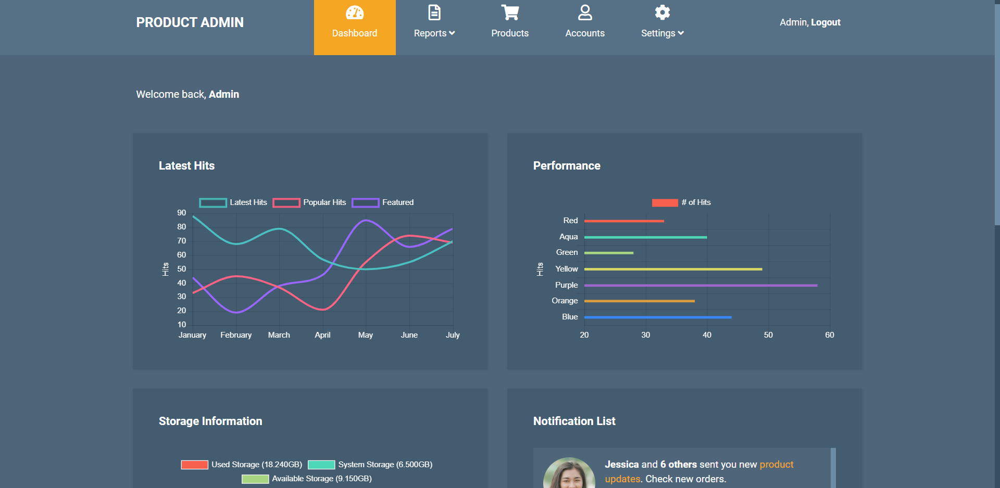 PRODUCT ADMIN
Dashboard
Reports
Products
Accounts
Settings
Admin, Logout
Welcome back, Admin
Latest Hits
Latest Hits
Popular Hits
Featured
Hits
90
80
70
60
50
40
30
20
10
January
February
March
April
May
June
July
Performance
# of Hits
Hits
Red
Aqua
Green
Yellow
Purple
Orange
Blue
20
30
40
50
60
Storage Information
Used Storage (18.240GB)
System Storage (6.500GB)
Available Storage (9.150GB)
Notification List
Jessica and 6 others sent you new product
updates. Check new orders.